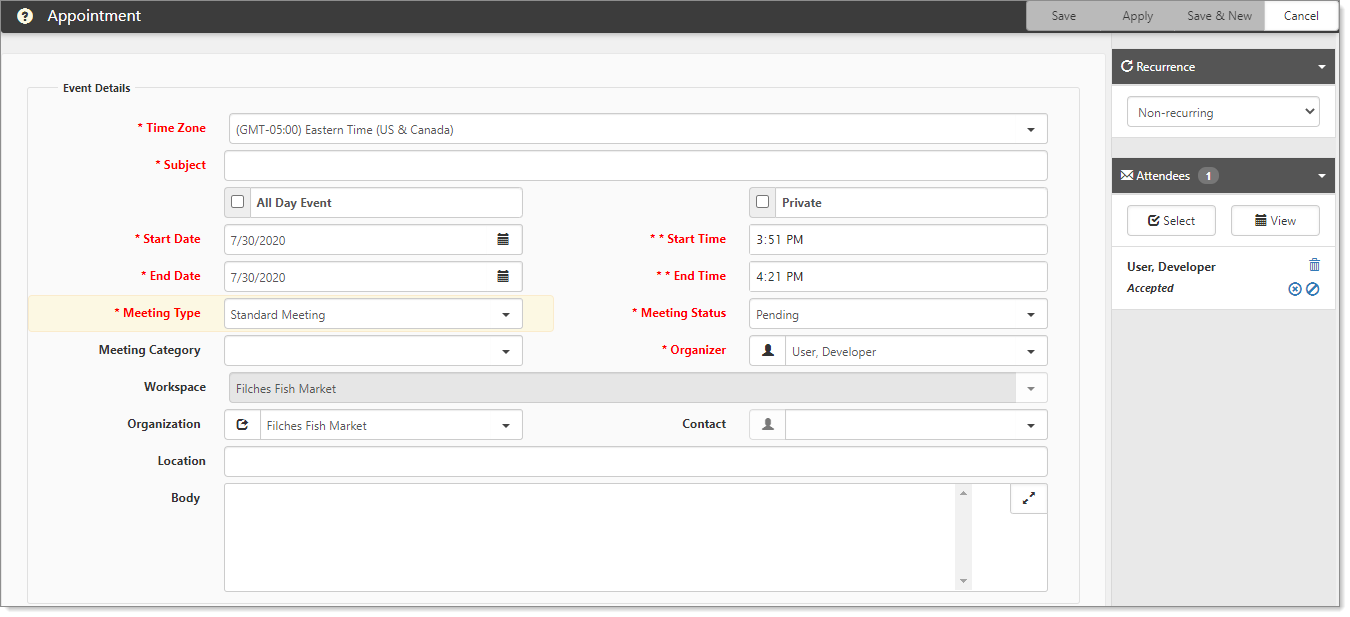 ? Appointment Save Apply Save & New Cancel
Recurrence
Non-recurring
Attendees 1
Select View
User, Developer
Accepted
Event Details
* Time Zone (GMT-05:00) Eastern Time (US & Canada)
* Subject
All Day Event Private
* Start Date 7/30/2020 * * Start Time 3:51 PM
* End Date 7/30/2020 * * End Time 4:21 PM
* Meeting Type Standard Meeting * Meeting Status Pending
Meeting Category * Organizer User, Developer
Workspace Filches Fish Market
Organization Filches Fish Market Contact
Location
Body